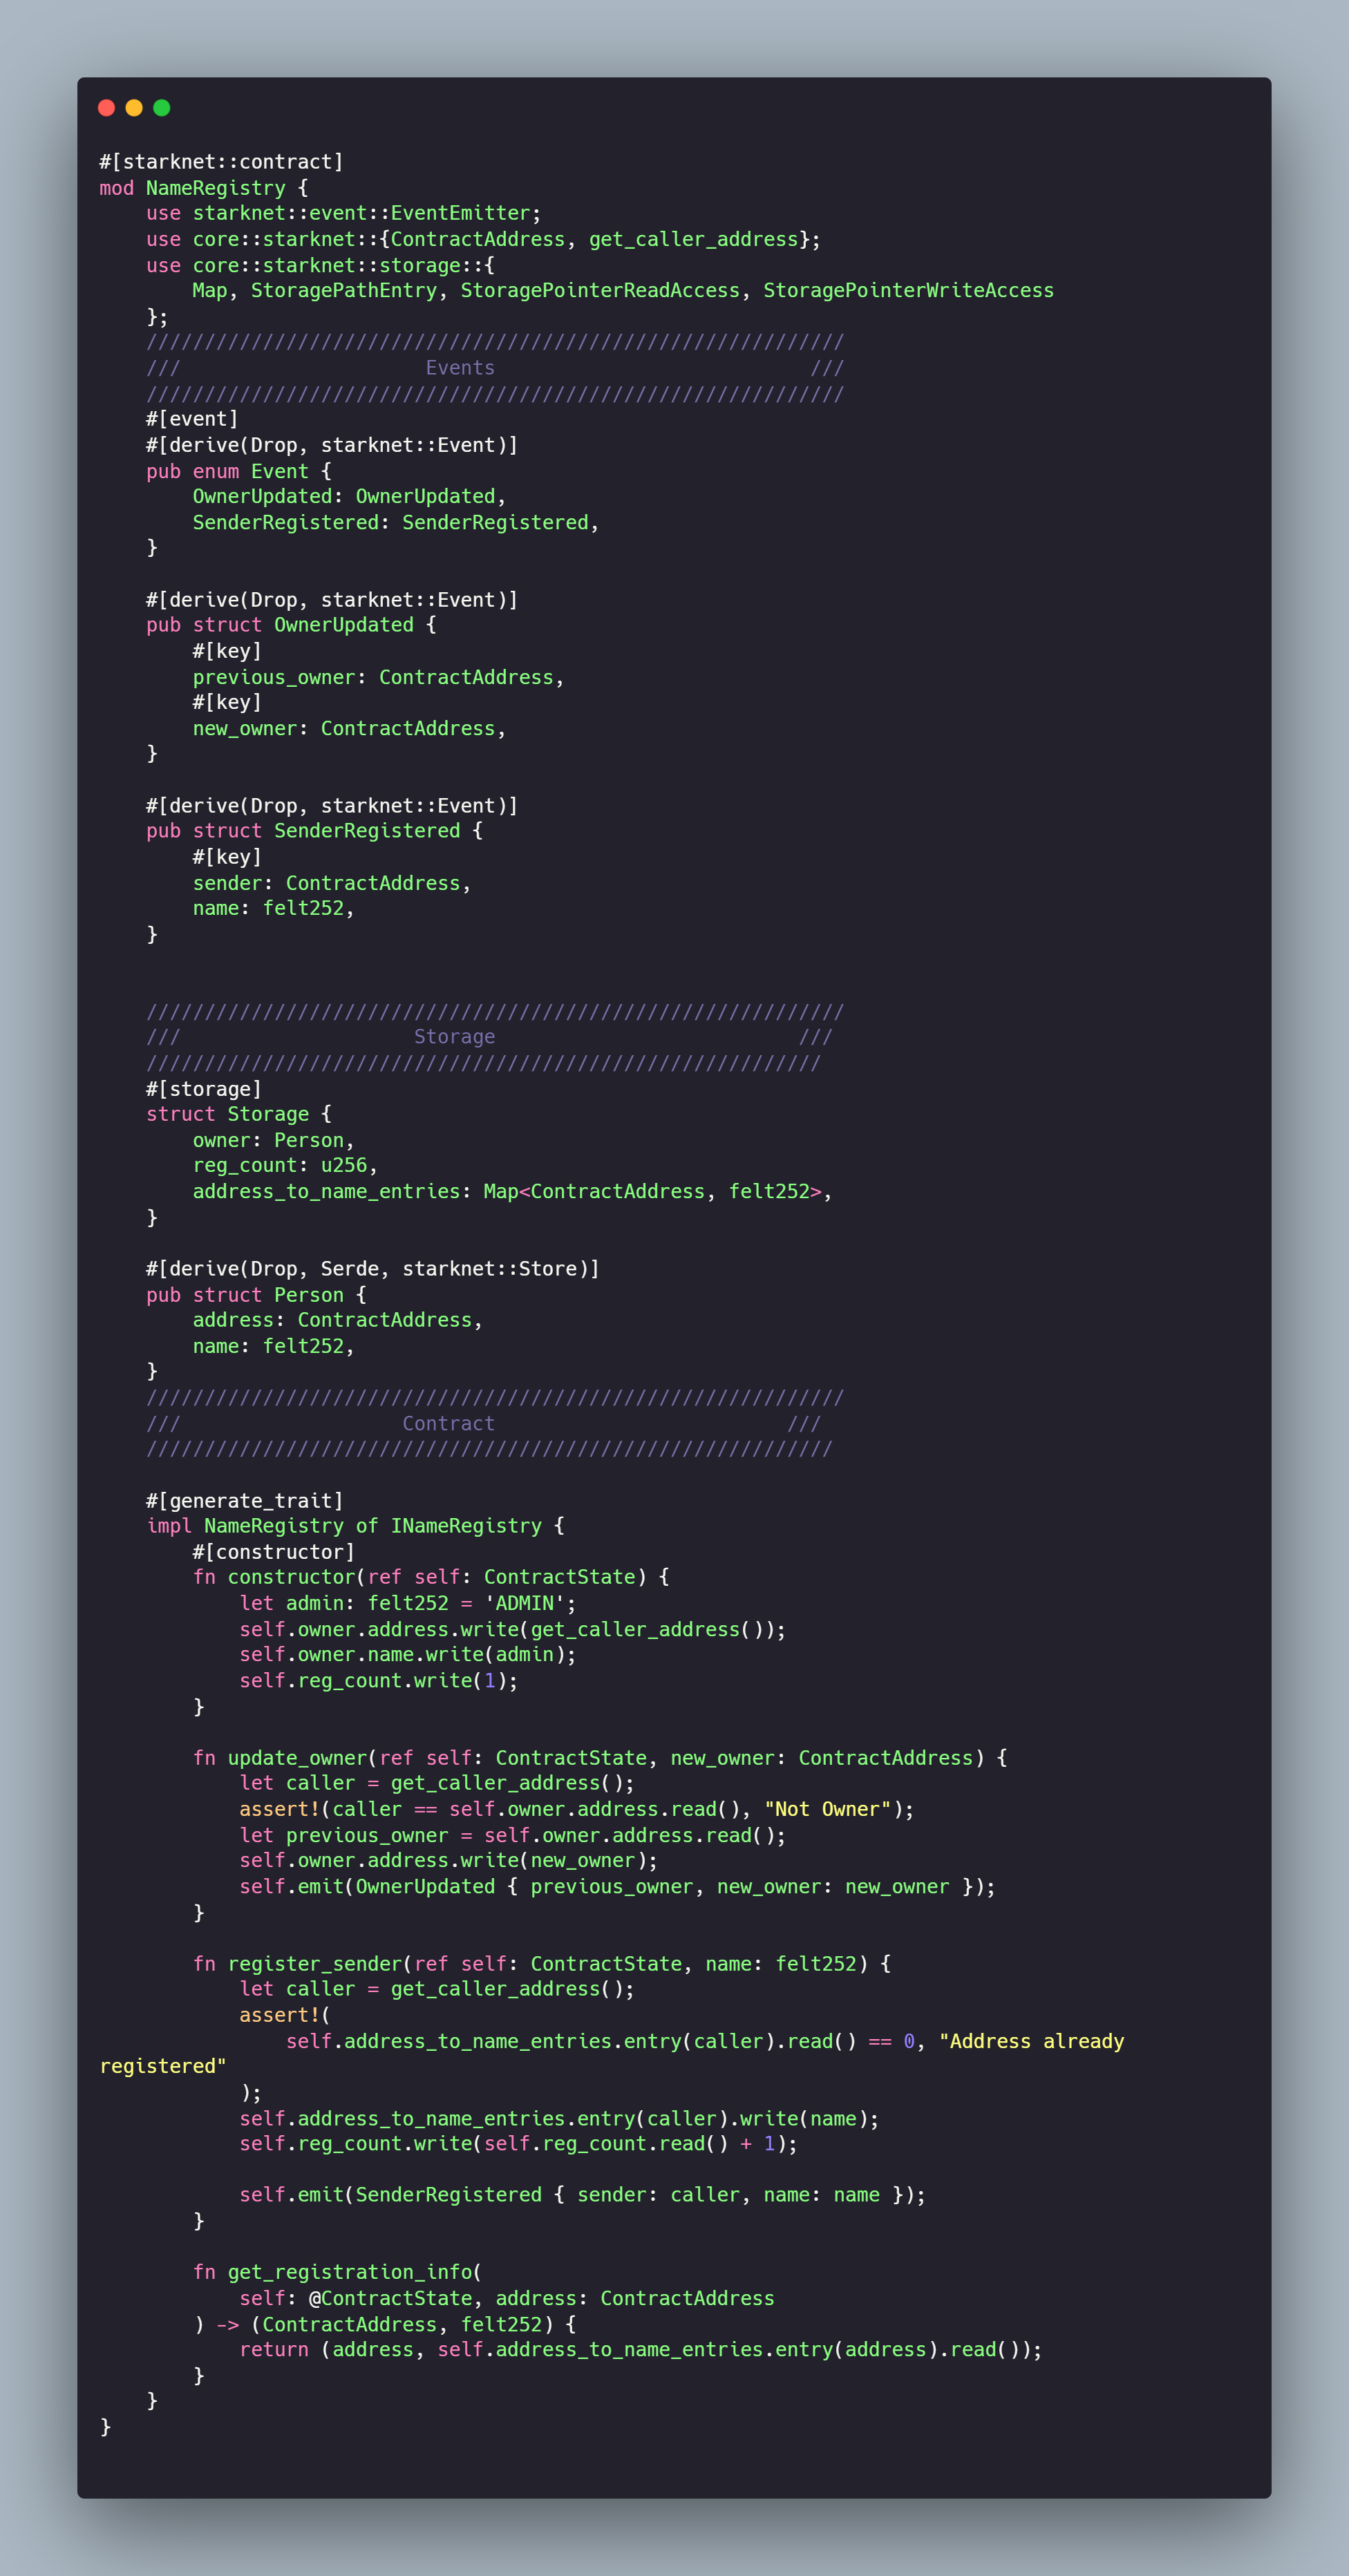 #[starknet::contract]
mod NameRegistry {
    use starknet::event::EventEmitter;
    use core::starknet::{ContractAddress, get_caller_address};
    use core::starknet::storage::{
        Map, StoragePathEntry, StoragePointerReadAccess, StoragePointerWriteAccess
    };
    ////////////////////////////////////////////////////////////
    ///                     Events                           ///
    ////////////////////////////////////////////////////////////
    #[event]
    #[derive(Drop, starknet::Event)]
    pub enum Event {
        OwnerUpdated: OwnerUpdated,
        SenderRegistered: SenderRegistered,
    }

    #[derive(Drop, starknet::Event)]
    pub struct OwnerUpdated {
        #[key]
        previous_owner: ContractAddress,
        #[key]
        new_owner: ContractAddress,
    }

    #[derive(Drop, starknet::Event)]
    pub struct SenderRegistered {
        #[key]
        sender: ContractAddress,
        name: felt252,
    }


    ////////////////////////////////////////////////////////////
    ///                    Storage                          ///
    //////////////////////////////////////////////////////////
    #[storage]
    struct Storage {
        owner: Person,
        reg_count: u256,
        address_to_name_entries: Map<ContractAddress, felt252>,
    }

    #[derive(Drop, Serde, starknet::Store)]
    pub struct Person {
        address: ContractAddress,
        name: felt252,
    }
    ////////////////////////////////////////////////////////////
    ///                   Contract                         ///
    ///////////////////////////////////////////////////////////

    #[generate_trait]
    impl NameRegistry of INameRegistry {
        #[constructor]
        fn constructor(ref self: ContractState) {
            let admin: felt252 = 'ADMIN';
            self.owner.address.write(get_caller_address());
            self.owner.name.write(admin);
            self.reg_count.write(1);
        }

        fn update_owner(ref self: ContractState, new_owner: ContractAddress) {
            let caller = get_caller_address();
            assert!(caller == self.owner.address.read(), "Not Owner");
            let previous_owner = self.owner.address.read();
            self.owner.address.write(new_owner);
            self.emit(OwnerUpdated { previous_owner, new_owner: new_owner });
        }

        fn register_sender(ref self: ContractState, name: felt252) {
            let caller = get_caller_address();
            assert!(
                self.address_to_name_entries.entry(caller).read() == 0, "Address already
registered"
            );
            self.address_to_name_entries.entry(caller).write(name);
            self.reg_count.write(self.reg_count.read() + 1);

            self.emit(SenderRegistered { sender: caller, name: name });
        }

        fn get_registration_info(
            self: @ContractState, address: ContractAddress
        ) -> (ContractAddress, felt252) {
            return (address, self.address_to_name_entries.entry(address).read());
        }
    }
}